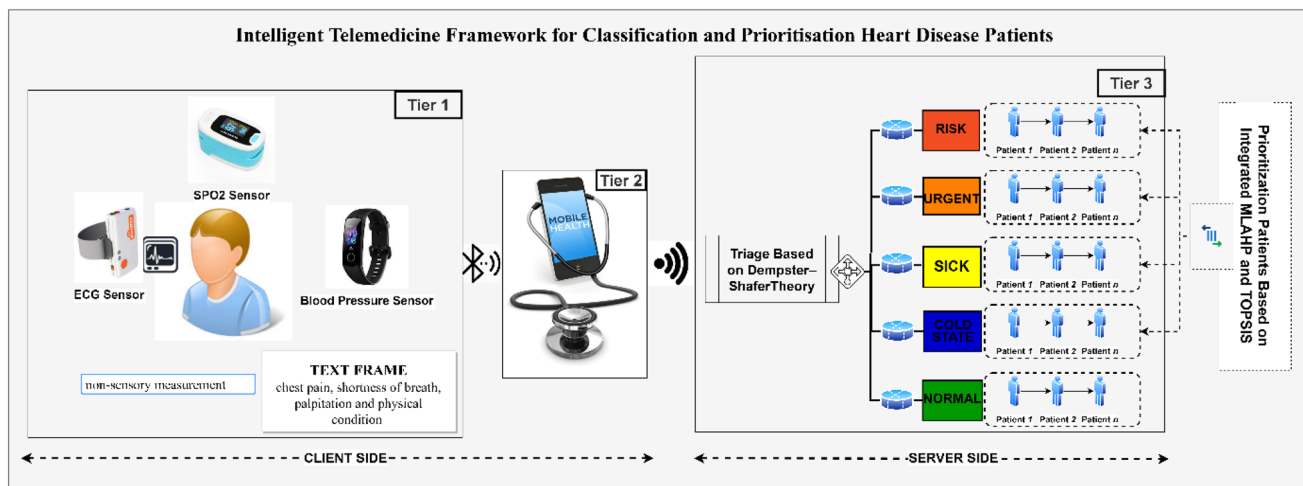 Intelligent Telemedicine Framework for Classification and Prioritisation Heart Disease Patients
Tier 1
SPO2 Sensor
ECG Sensor
Blood Pressure Sensor
non-sensory measurement
TEXT FRAME
chest pain, shortness of breath,
palpitation and physical
condition
Tier 2
MOBILE
HEALTH
Tier 3
Triage Based
on Dempster–
ShaferTheory
RISK
Patient 1 Patient 2 Patient n
URGENT
Patient 1 Patient 2 Patient n
SICK
Patient 1 Patient 2 Patient n
COLD
STATE
Patient 1 Patient 2 Patient n
NORMAL
Patient 1 Patient 2 Patient n
Prioritization Patients Based on
Integrated MLAHP and TOPSIS
CLIENT SIDE
SERVER SIDE